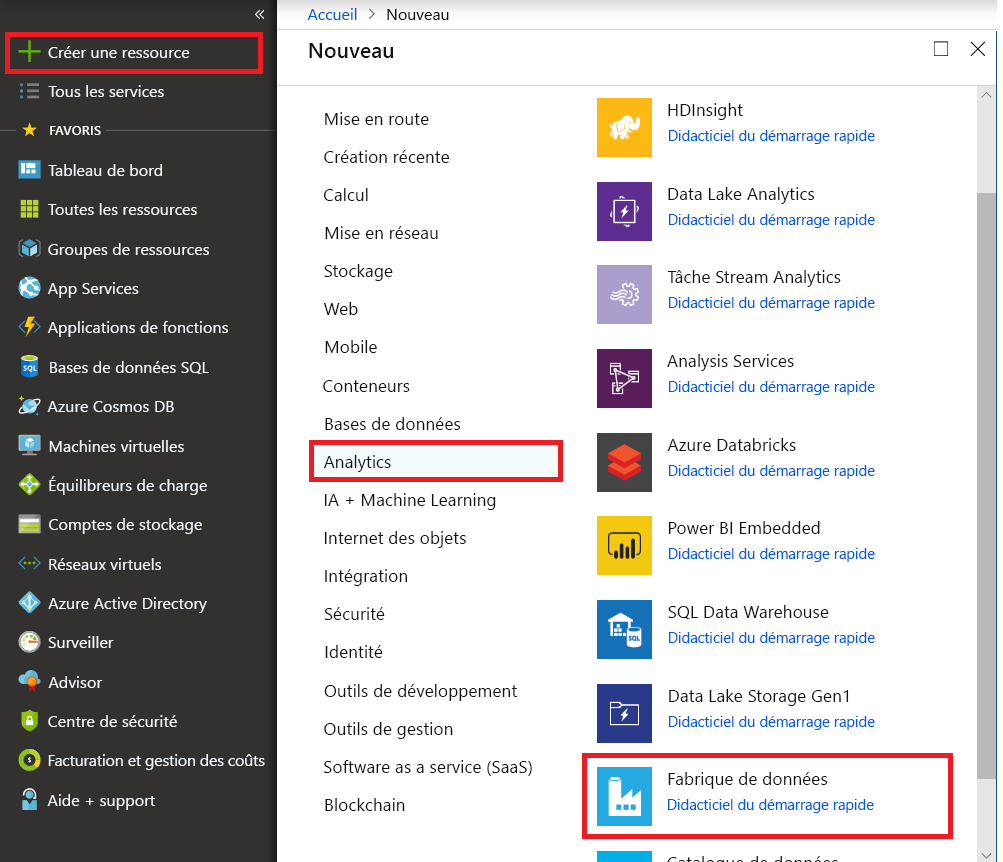 «
Créer une ressource
Tous les services
FAVORIS
Tableau de bord
Toutes les ressources
Groupes de ressources
App Services
Applications de fonctions
Bases de données SQL
Azure Cosmos DB
Machines virtuelles
Équilibreurs de charge
Comptes de stockage
Réseaux virtuels
Azure Active Directory
Surveiller
Advisor
Centre de sécurité
Facturation et gestion des coûts
Aide + support
Accueil > Nouveau
Nouveau
Mise en route
Création récente
Calcul
Mise en réseau
Stockage
Web
Mobile
Conteneurs
Bases de données
Analytics
IA + Machine Learning
Internet des objets
Intégration
Sécurité
Identité
Outils de développement
Outils de gestion
Software as a service (SaaS)
Blockchain
HDInsight
Didacticiel du démarrage rapide
Data Lake Analytics
Didacticiel du démarrage rapide
Tâche Stream Analytics
Didacticiel du démarrage rapide
Analysis Services
Didacticiel du démarrage rapide
Azure Databricks
Didacticiel du démarrage rapide
Power BI Embedded
Didacticiel du démarrage rapide
SQL Data Warehouse
Didacticiel du démarrage rapide
Data Lake Storage Gen1
Didacticiel du démarrage rapide
Fabrique de données
Didacticiel du démarrage rapide
Catalogue de données